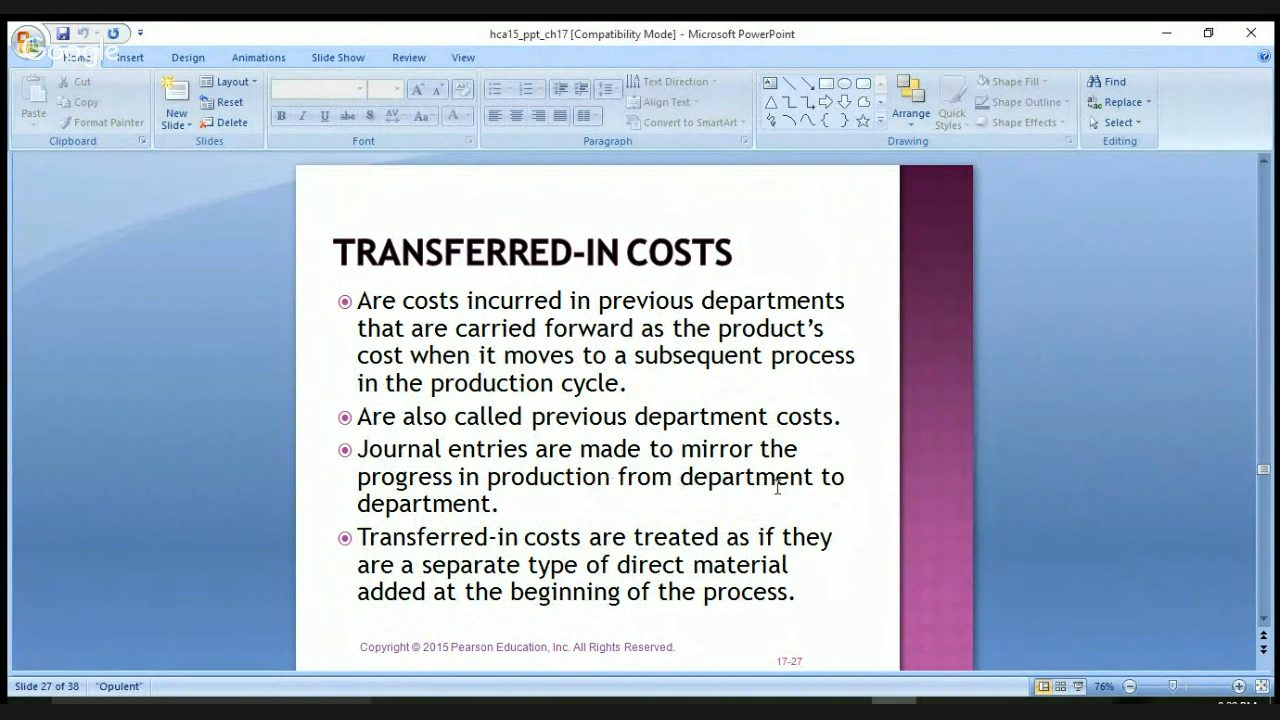 hca15_ppt_ch17 [Compatibility Mode] - Microsoft PowerPoint
Google
Home Insert Design Animations Slide Show Review View
Cut Layout Text Direction Shape Fill Find
Paste Copy New Slide Reset Align Text Arrange Quick Styles Shape Outline Replace
Format Painter Delete B I U abc S AV Aa A Convert to SmartArt Shape Effects Select
Clipboard Slides Font Paragraph Drawing Editing
TRANSFERRED-IN COSTS
Are costs incurred in previous departments
that are carried forward as the product’s
cost when it moves to a subsequent process
in the production cycle.
Are also called previous department costs.
Journal entries are made to mirror the
progress in production from department to
department.
Transferred-in costs are treated as if they
are a separate type of direct material
added at the beginning of the process.
Copyright © 2015 Pearson Education, Inc. All Rights Reserved.
17-27
Slide 27 of 38 "Opulent" 76%